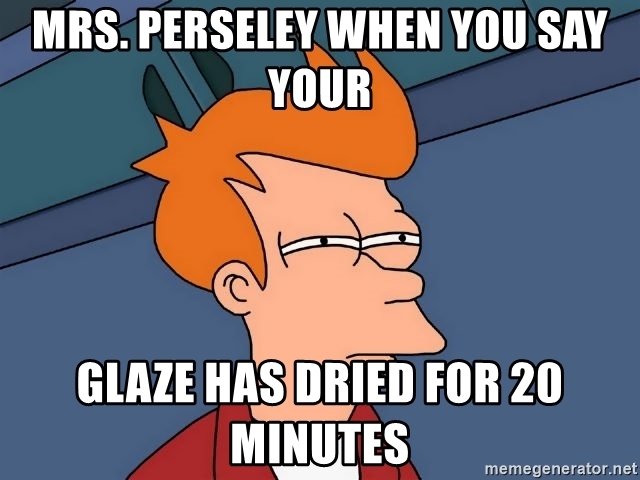 MRS. PERSELEY WHEN YOU SAY
YOUR
GLAZE HAS DRIED FOR 20
MINUTES
memegenerator.net